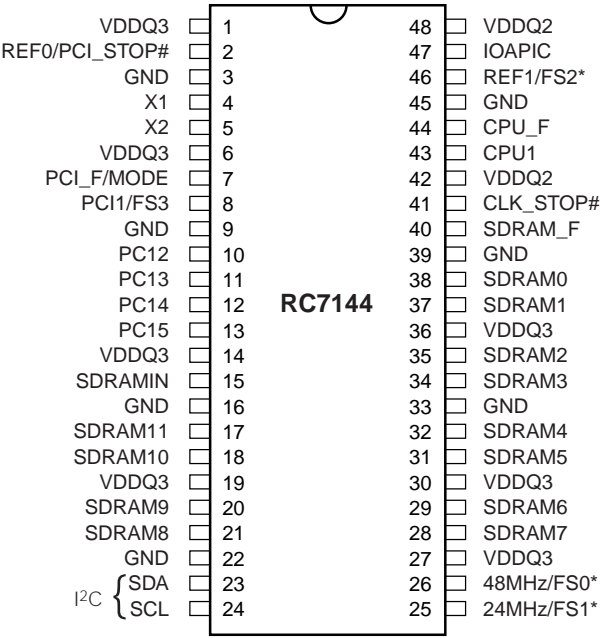 VDDQ3 1 48 VDDQ2
REF0/PCI_STOP# 2 47 IOAPIC
GND 3 46 REF1/FS2*
X1 4 45 GND
X2 5 44 CPU_F
VDDQ3 6 43 CPU1
PCI_F/MODE 7 42 VDDQ2
PCI1/FS3 8 41 CLK_STOP#
GND 9 40 SDRAM_F
PC12 10 39 GND
PC13 11 38 SDRAM0
PC14 12 RC7144 37 SDRAM1
PC15 13 36 VDDQ3
VDDQ3 14 35 SDRAM2
SDRAMIN 15 34 SDRAM3
GND 16 33 GND
SDRAM11 17 32 SDRAM4
SDRAM10 18 31 SDRAM5
VDDQ3 19 30 VDDQ3
SDRAM9 20 29 SDRAM6
SDRAM8 21 28 SDRAM7
GND 22 27 VDDQ3
I²C { SDA 23 26 48MHz/FS0*
SCL 24 25 24MHz/FS1*